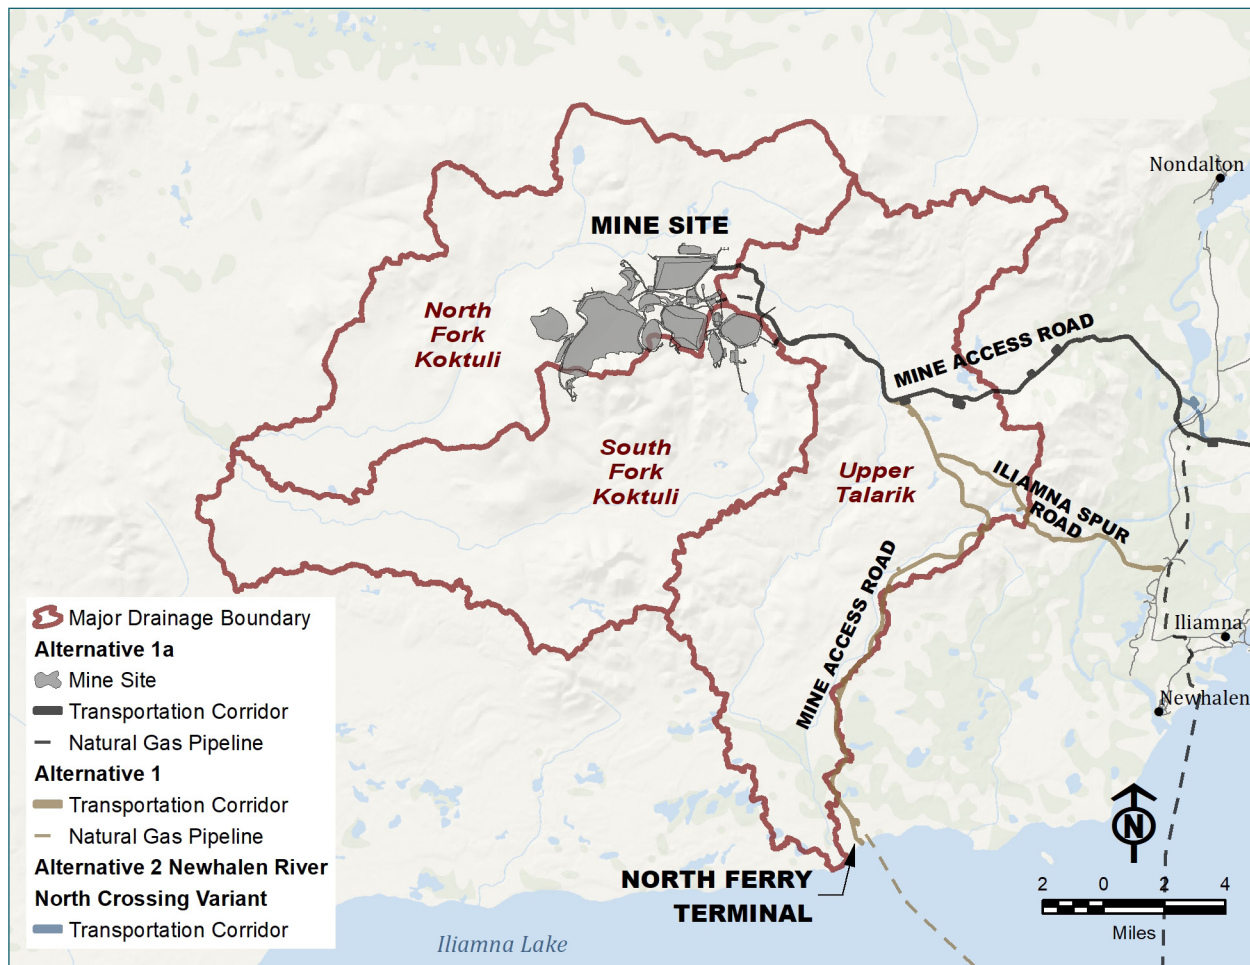 Nondalton
MINE SITE
North
Fork
Koktuli
MINE ACCESS ROAD
South
Fork
Koktuli
Upper
Talarik
ILIAMNA SPUR
ROAD
MINE ACCESS ROAD
Iliamna
Newhalen
NORTH FERRY
TERMINAL
Iliamna Lake
Major Drainage Boundary
Alternative 1a
Mine Site
Transportation Corridor
Natural Gas Pipeline
Alternative 1
Transportation Corridor
Natural Gas Pipeline
Alternative 2 Newhalen River
North Crossing Variant
Transportation Corridor
N
2 0 2 4
Miles